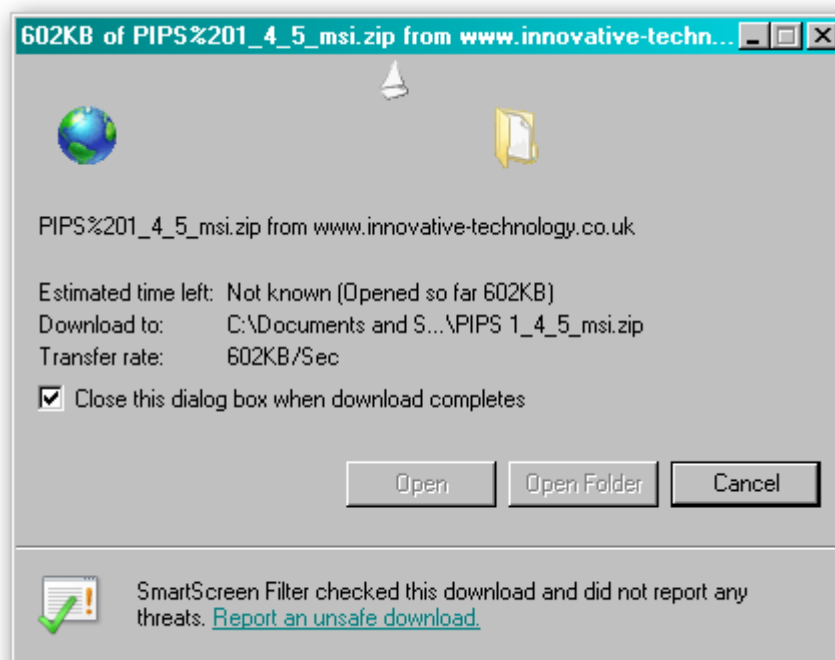 602KB of PIPS%201_4_5_msi.zip from www.innovative-techn...
PIPS%201_4_5_msi.zip from www.innovative-technology.co.uk
Estimated time left: Not known (Opened so far 602KB)
Download to: C:\Documents and S...\PIPS 1_4_5_msi.zip
Transfer rate: 602KB/Sec
Close this dialog box when download completes
Open Open Folder Cancel
SmartScreen Filter checked this download and did not report any
threats. Report an unsafe download.